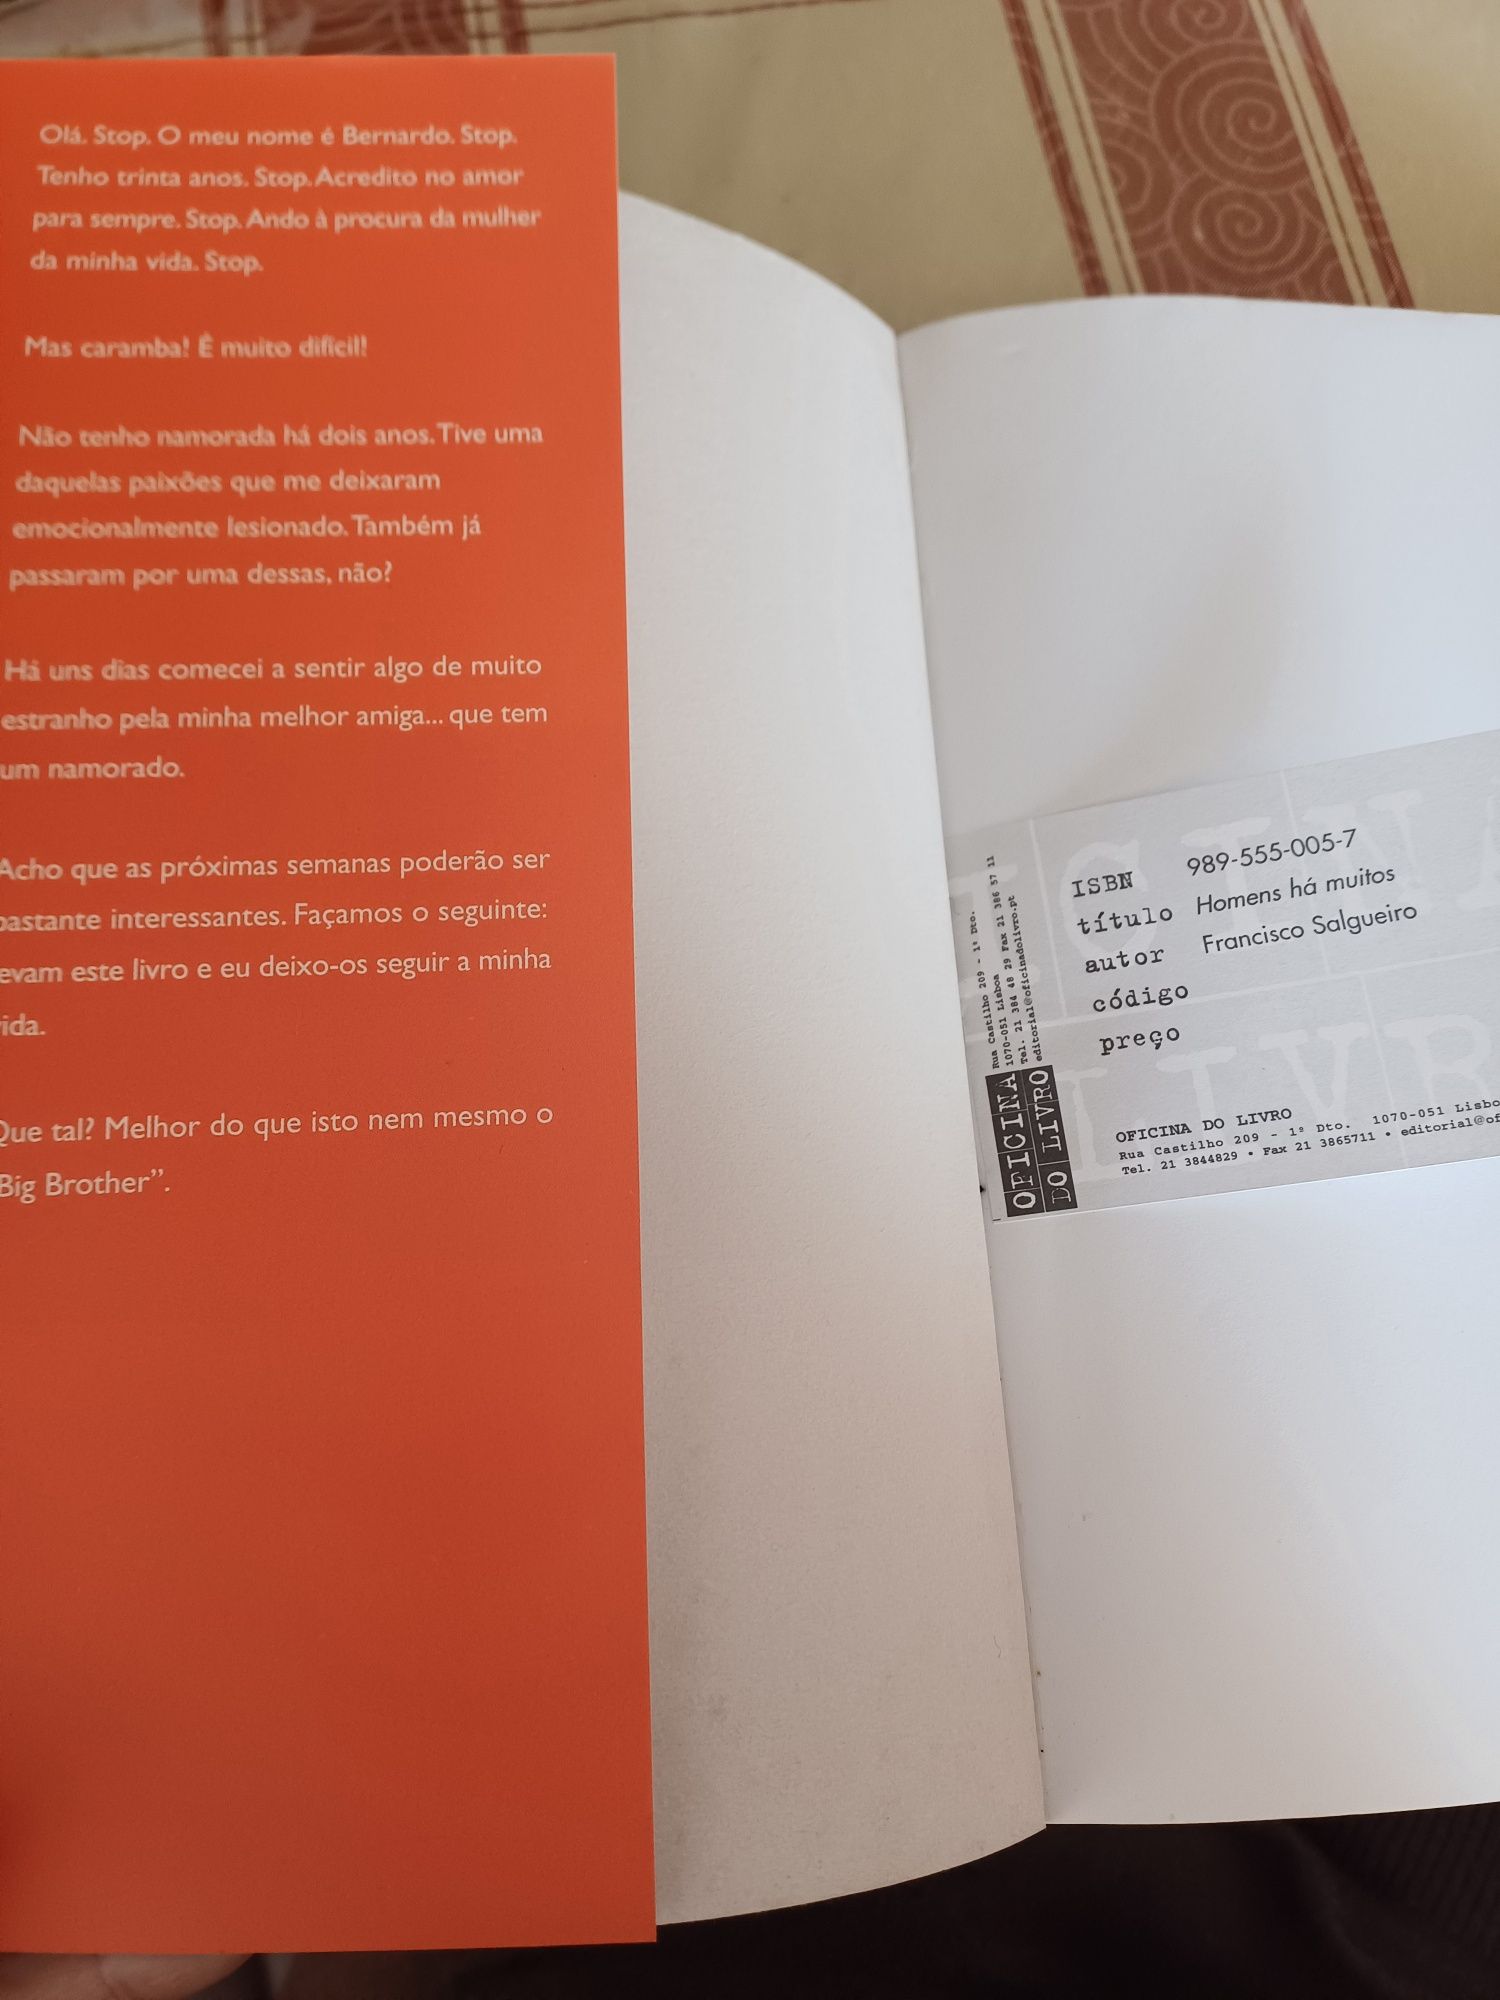 Olá. Stop. O meu nome é Bernardo. Stop.
Tenho trinta anos. Stop. Acredito no amor
para sempre. Stop. Ando à procura da mulher
da minha vida. Stop.
Mas caramba! É muito difícil!
Não tenho namorada há dois anos. Tive uma
daquelas paixões que me deixaram
emocionalmente lesionado. Também já
passaram por uma dessas, não?
Há uns dias comecei a sentir algo de muito
estranho pela minha melhor amiga... que tem
um namorado.
Acho que as próximas semanas poderão ser
bastante interessantes. Façamos o seguinte:
evam este livro e eu deixo-os seguir a minha
ida.
Que tal? Melhor do que isto nem mesmo o
Big Brother”.
Rua Castilho 209 - 1º Dto.
1070-051 Lisboa
Tel. 21 384 48 29 Fax 21 386 57 11
editorial@oficinadolivro.pt
OFICINA
DO LIVRO
ISBN 989-555-005-7
título Homens há muitos
autor Francisco Salgueiro
código
preço
OFICINA DO LIVRO
Rua Castilho 209 - 1º Dto. 1070-051 Lisbo
Tel. 21 3844829 • Fax 21 3865711 • editorial@of